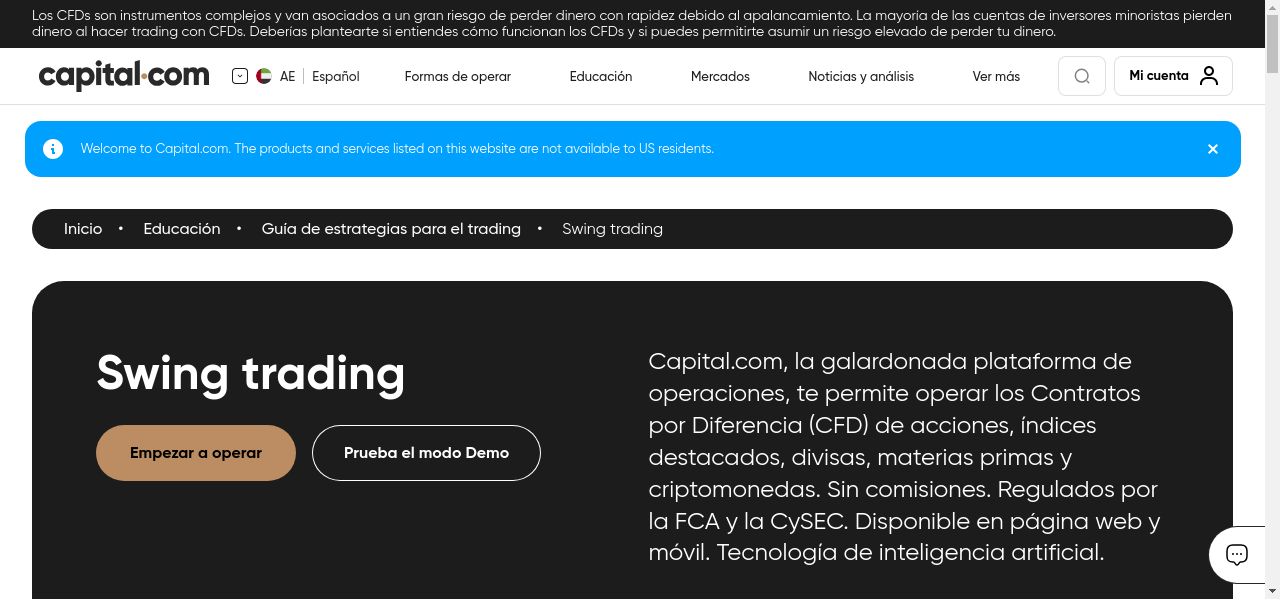 Los CFDs son instrumentos complejos y van asociados a un gran riesgo de perder dinero con rapidez debido al apalancamiento. La mayoría de las cuentas de inversores minoristas pierden
dinero al hacer trading con CFDs. Deberías plantearte si entiendes cómo funcionan los CFDs y si puedes permitirte asumir un riesgo elevado de perder tu dinero.
capital.com AE Español Formas de operar Educación Mercados Noticias y análisis Ver más Mi cuenta
Welcome to Capital.com. The products and services listed on this website are not available to US residents.
Inicio • Educación • Guía de estrategias para el trading • Swing trading
Swing trading
Empezar a operar Prueba el modo Demo
Capital.com, la galardonada plataforma de
operaciones, te permite operar los Contratos
por Diferencia (CFD) de acciones, índices
destacados, divisas, materias primas y
criptomonedas. Sin comisiones. Regulados por
la FCA y la CySEC. Disponible en página web y
móvil. Tecnología de inteligencia artificial.